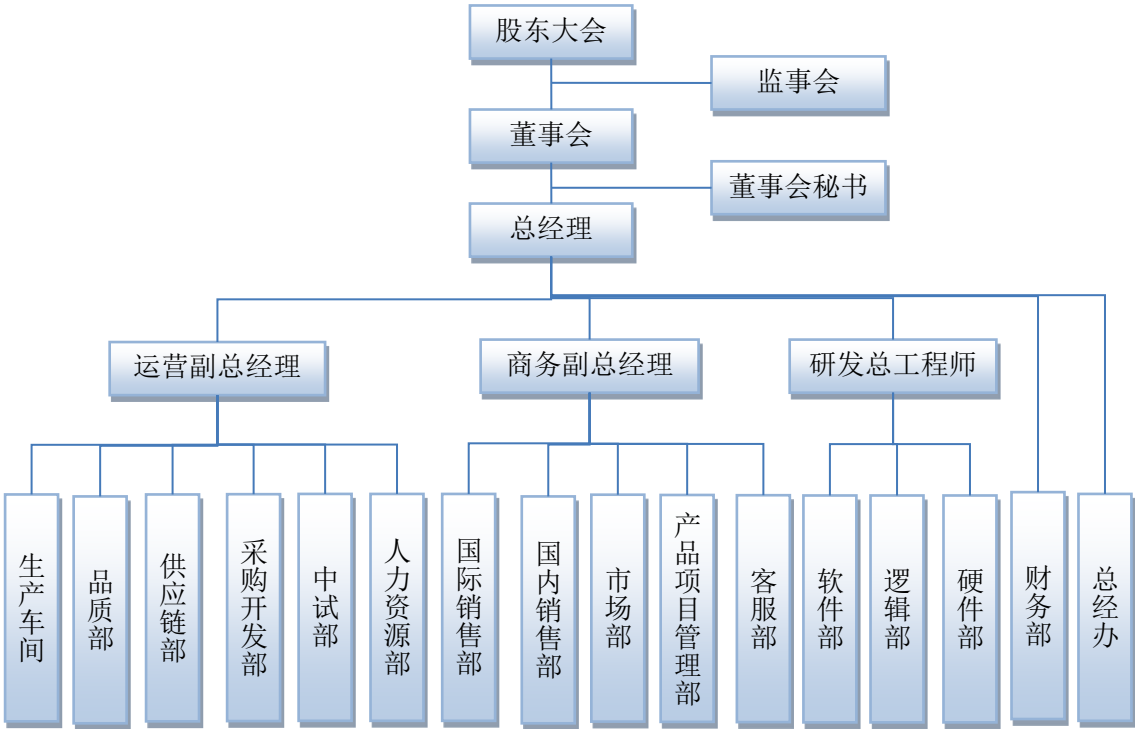 股东大会
监事会
董事会
董事会秘书
总经理
运营副总经理
商务副总经理
研发总工程师
生产车间
品质部
供应链部
采购开发部
中试部
人力资源部
国际销售部
国内销售部
市场部
产品项目管理部
客服部
软件部
逻辑部
硬件部
财务部
总经办